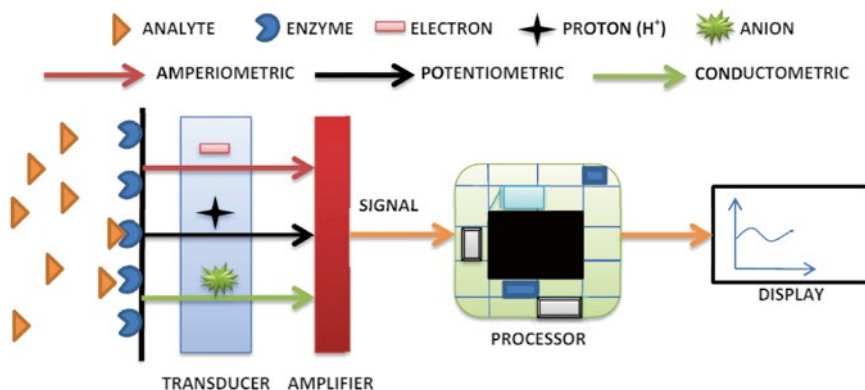 ANALYTE ENZYME ELECTRON PROTON (H⁺) ANION
AMPERIOMETRIC POTENTIOMETRIC CONDUCTOMETRIC
SIGNAL
DISPLAY
PROCESSOR
TRANSDUCER AMPLIFIER